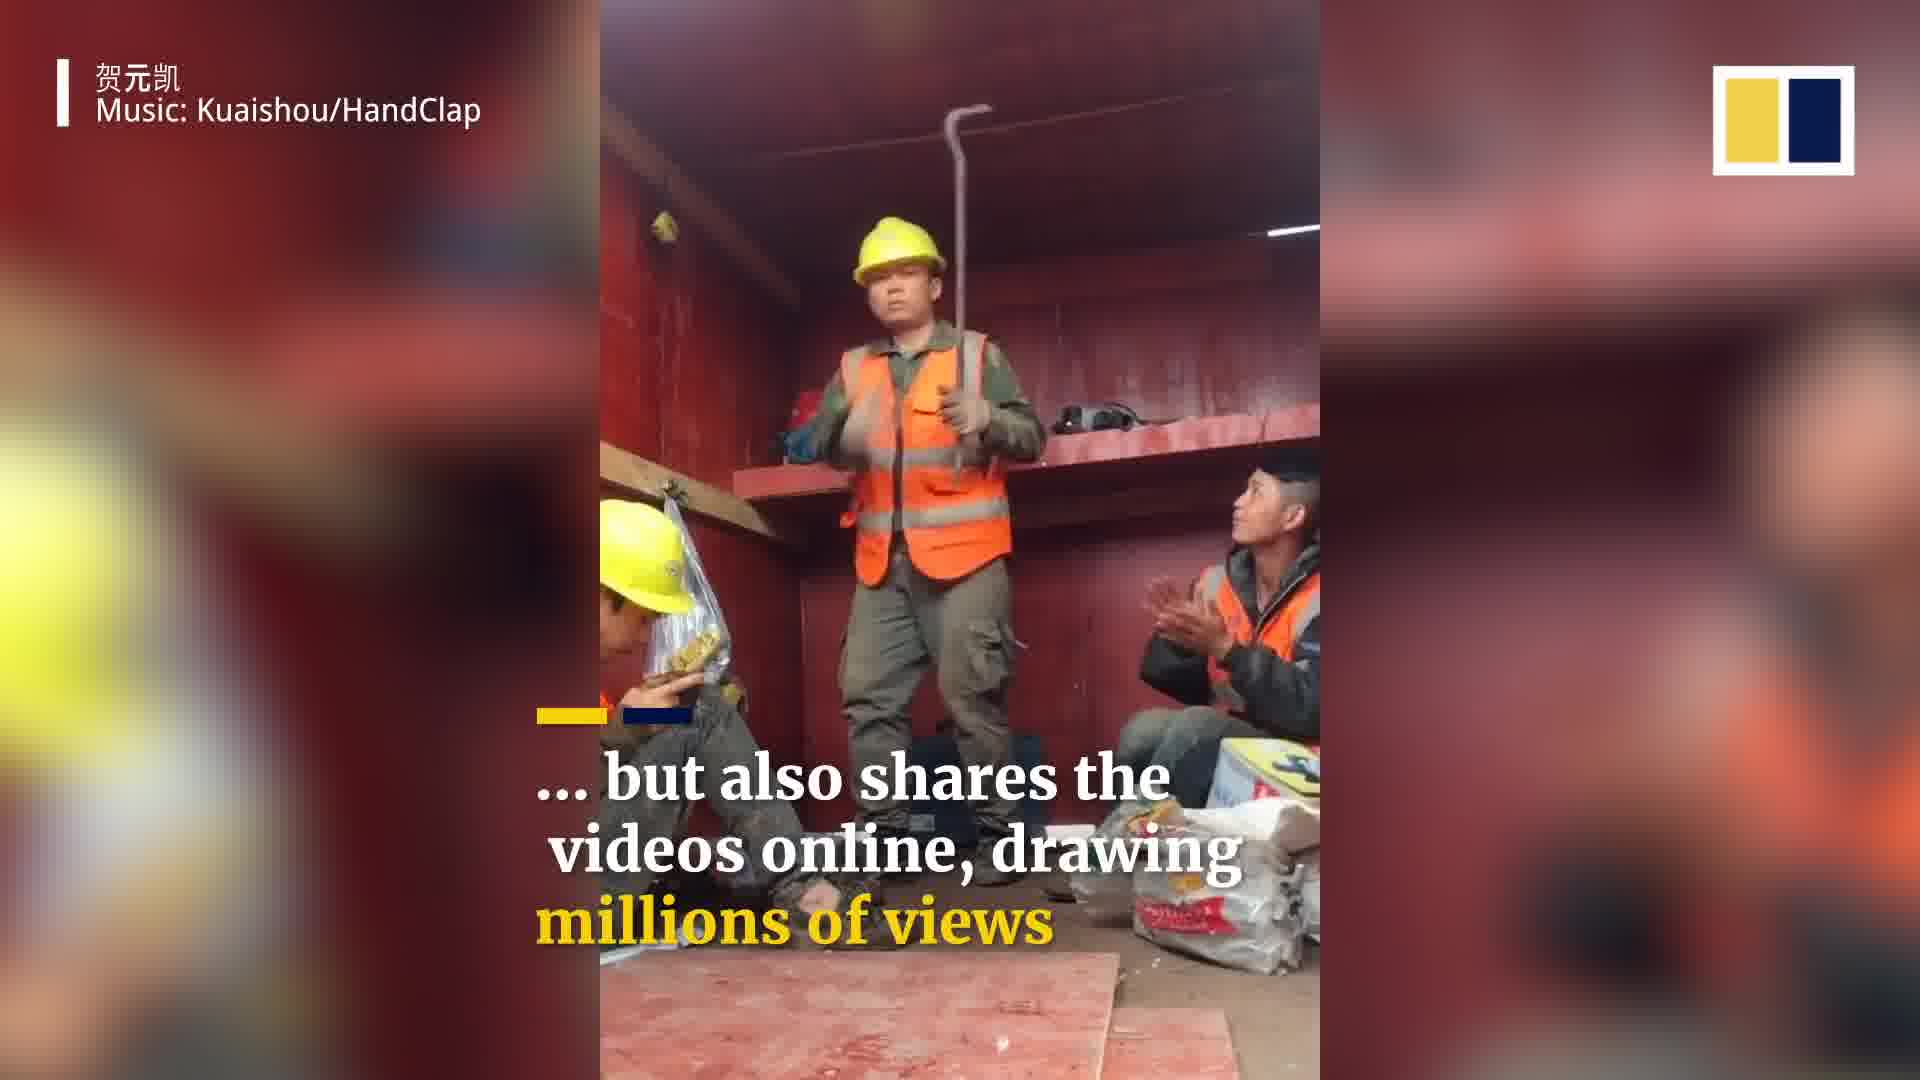 贺元凯
Music: Kuaishou/HandClap
... but also shares the
videos online, drawing
millions of views